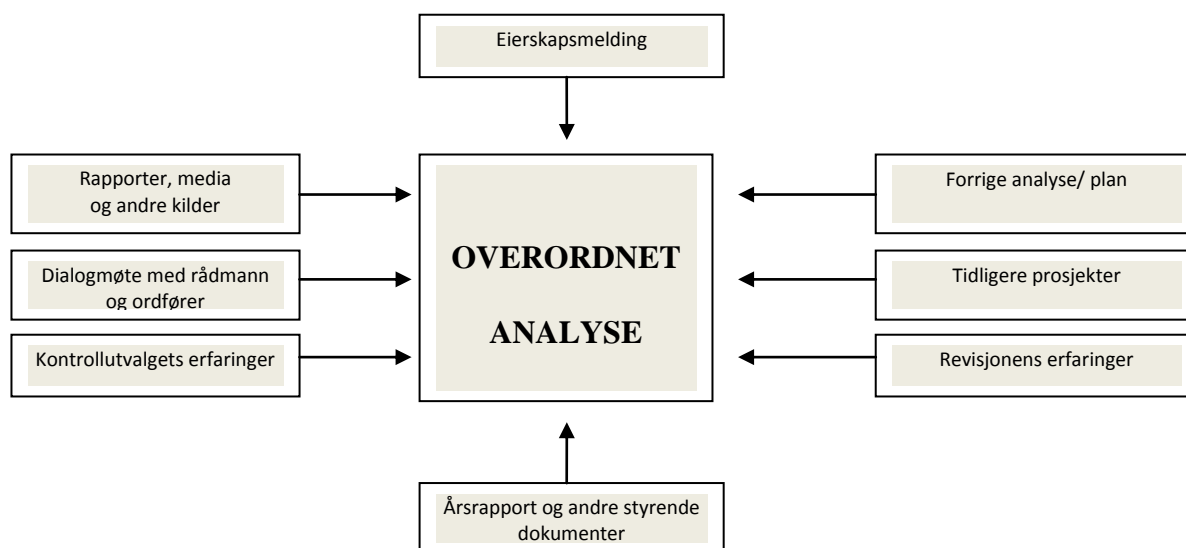 Eierskapsmelding
Rapporter, media
og andre kilder
Dialogmøte med rådmann
og ordfører
Kontrollutvalgets erfaringer
OVERORDNET
ANALYSE
Forrige analyse/ plan
Tidligere prosjekter
Revisjonens erfaringer
Årsrapport og andre styrende
dokumenter